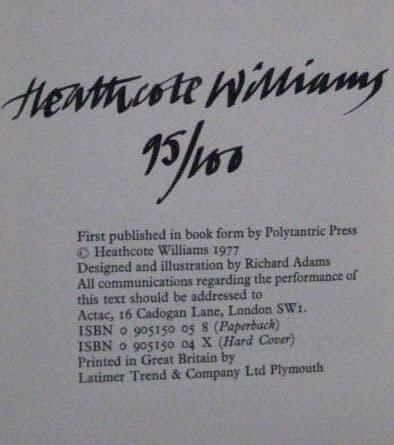 Heathcote Williams
95/100
First published in book form by Polytantric Press
© Heathcote Williams 1977
Designed and illustration by Richard Adams
All communications regarding the performance of
this text should be addressed to
Actac, 16 Cadogan Lane, London SW1.
ISBN 0 905150 05 8 (Paperback)
ISBN 0 905150 04 X (Hard Cover)
Printed in Great Britain by
Latimer Trend & Company Ltd Plymouth